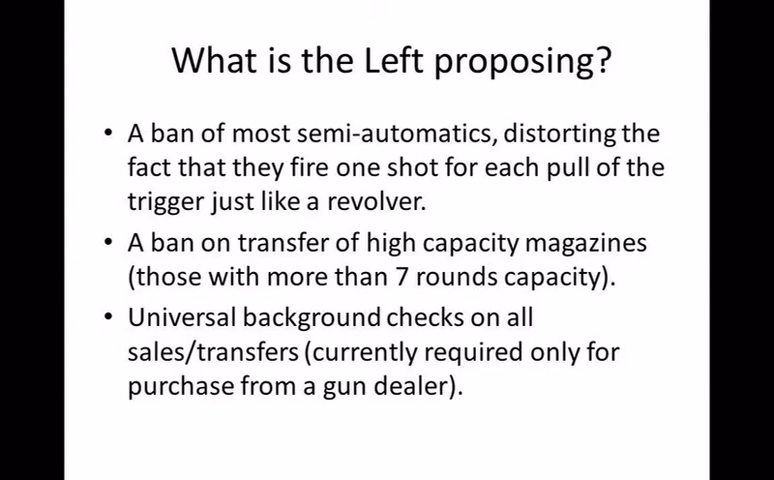 What is the Left proposing?
• A ban of most semi-automatics, distorting the
fact that they fire one shot for each pull of the
trigger just like a revolver.
• A ban on transfer of high capacity magazines
(those with more than 7 rounds capacity).
• Universal background checks on all
sales/transfers (currently required only for
purchase from a gun dealer).